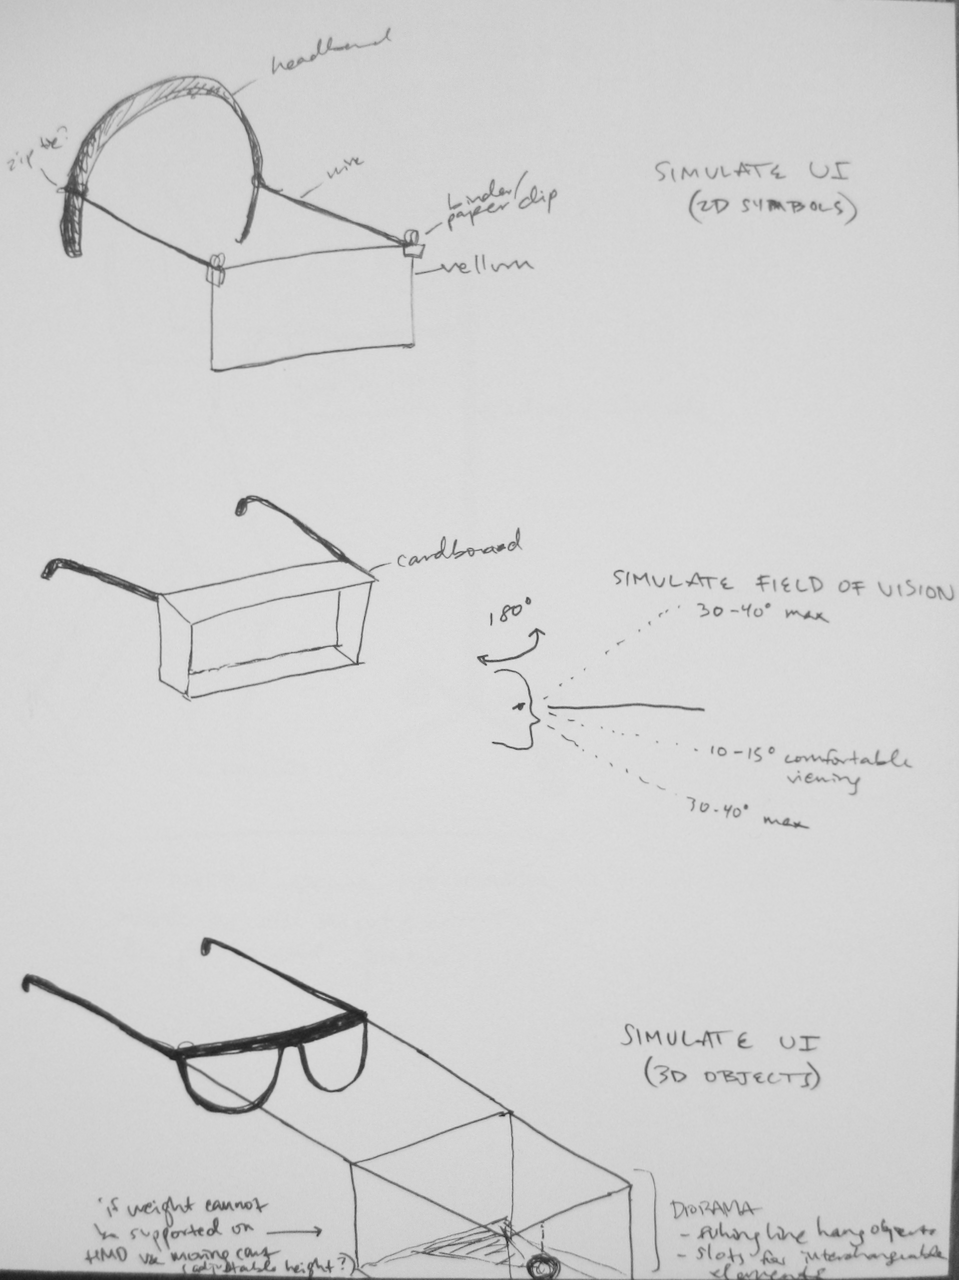 headband
zip tie?
wire
binder/
paper clip
vellum
SIMULATE UI
(2D SYMBOLS)
cardboard
SIMULATE FIELD OF VISION
180°
30-40° max
10-15° comfortable
viewing
30-40° max
SIMULATE UI
(3D OBJECTS)
if weight cannot
be supported on
HMD use moving cart
(adjustable height?)
DIORAMA
- fishing line hang objects
- slots for interchangeable
elements